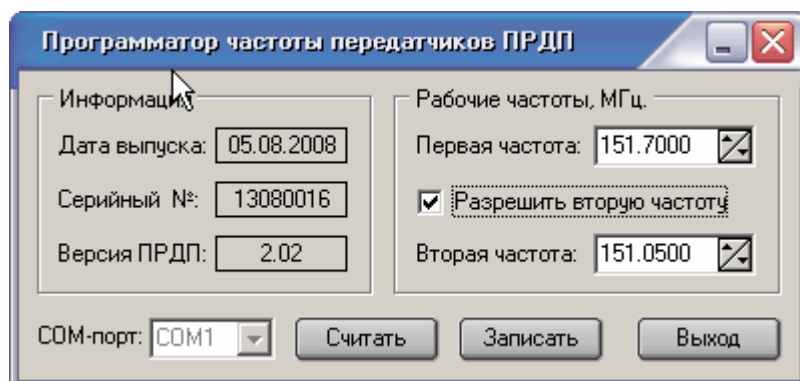 Программатор частоты передатчиков ПРДП
Информация
Дата выпуска: 05.08.2008
Серийный №: 13080016
Версия ПРДП: 2.02
Рабочие частоты, МГц.
Первая частота: 151.7000
Разрешить вторую частоту
Вторая частота: 151.0500
COM-порт: COM1
Считать
Записать
Выход